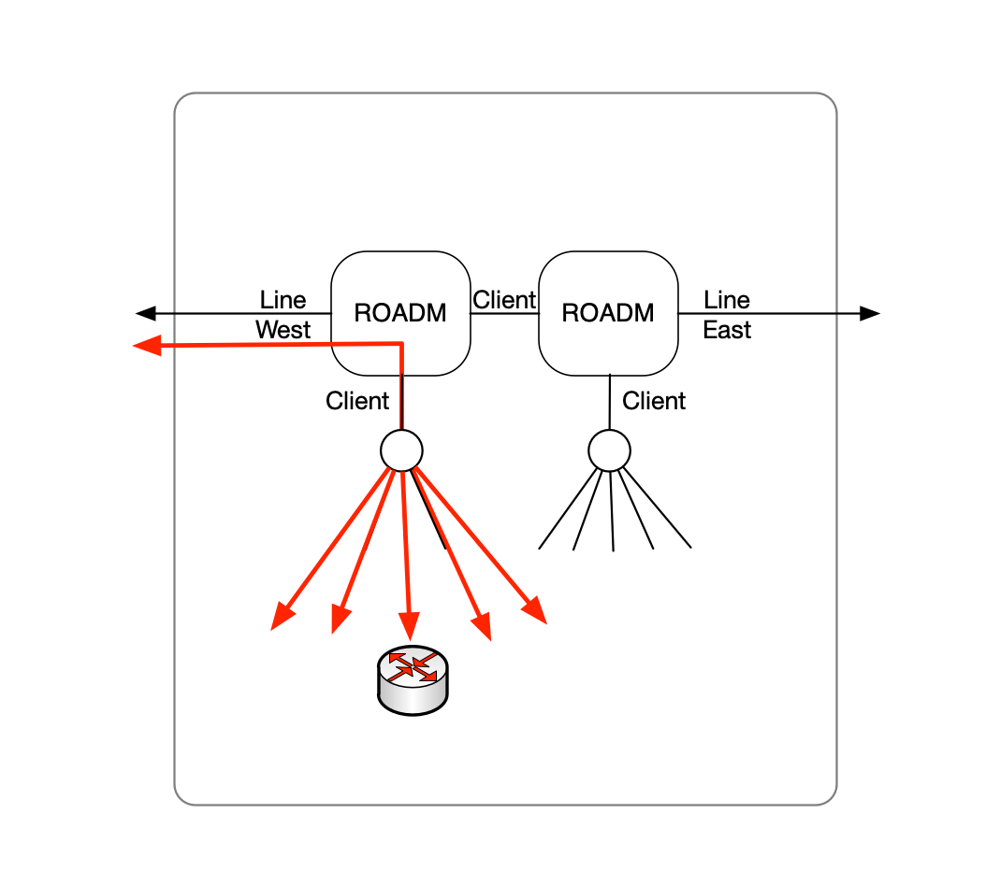 Line
West
ROADM
Client
ROADM
Line
East
Client
Client